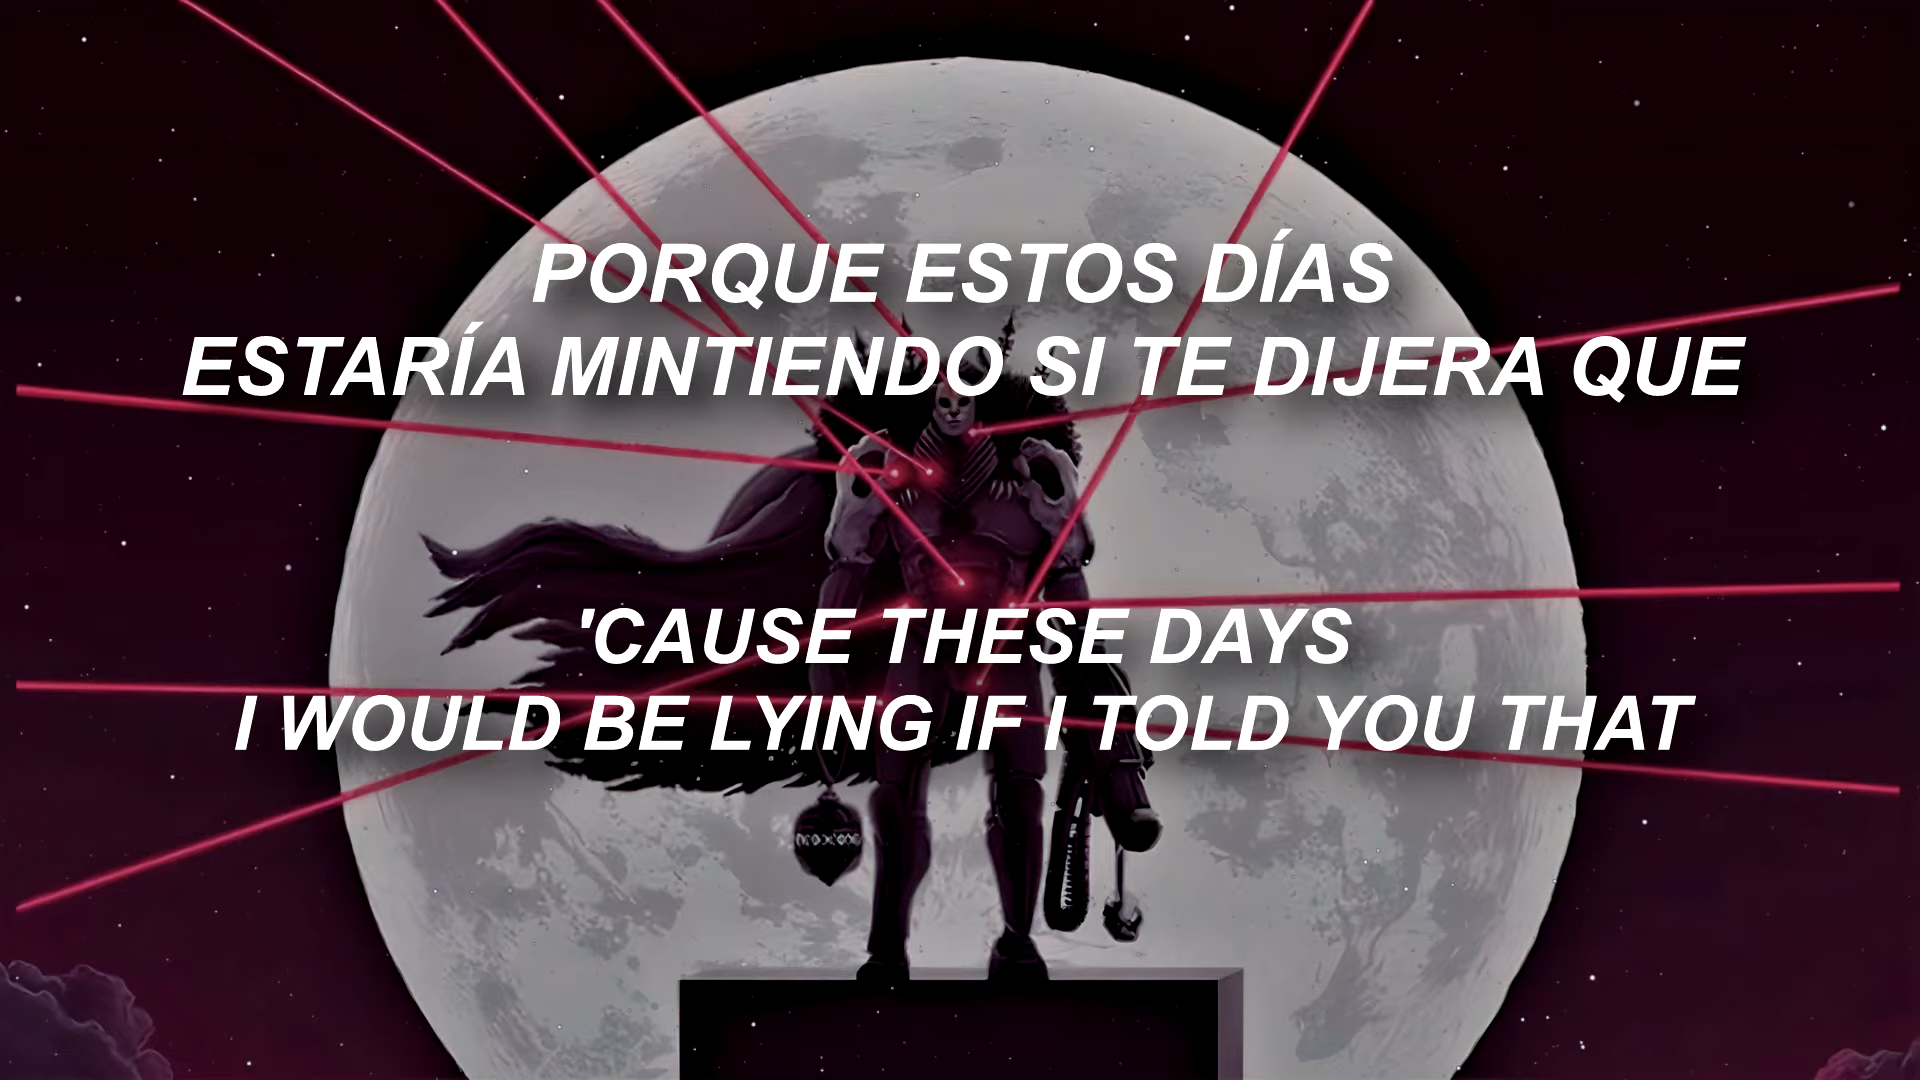 PORQUE ESTOS DÍAS
ESTARÍA MINTIENDO SI TE DIJERA QUE
'CAUSE THESE DAYS
I WOULD BE LYING IF I TOLD YOU THAT